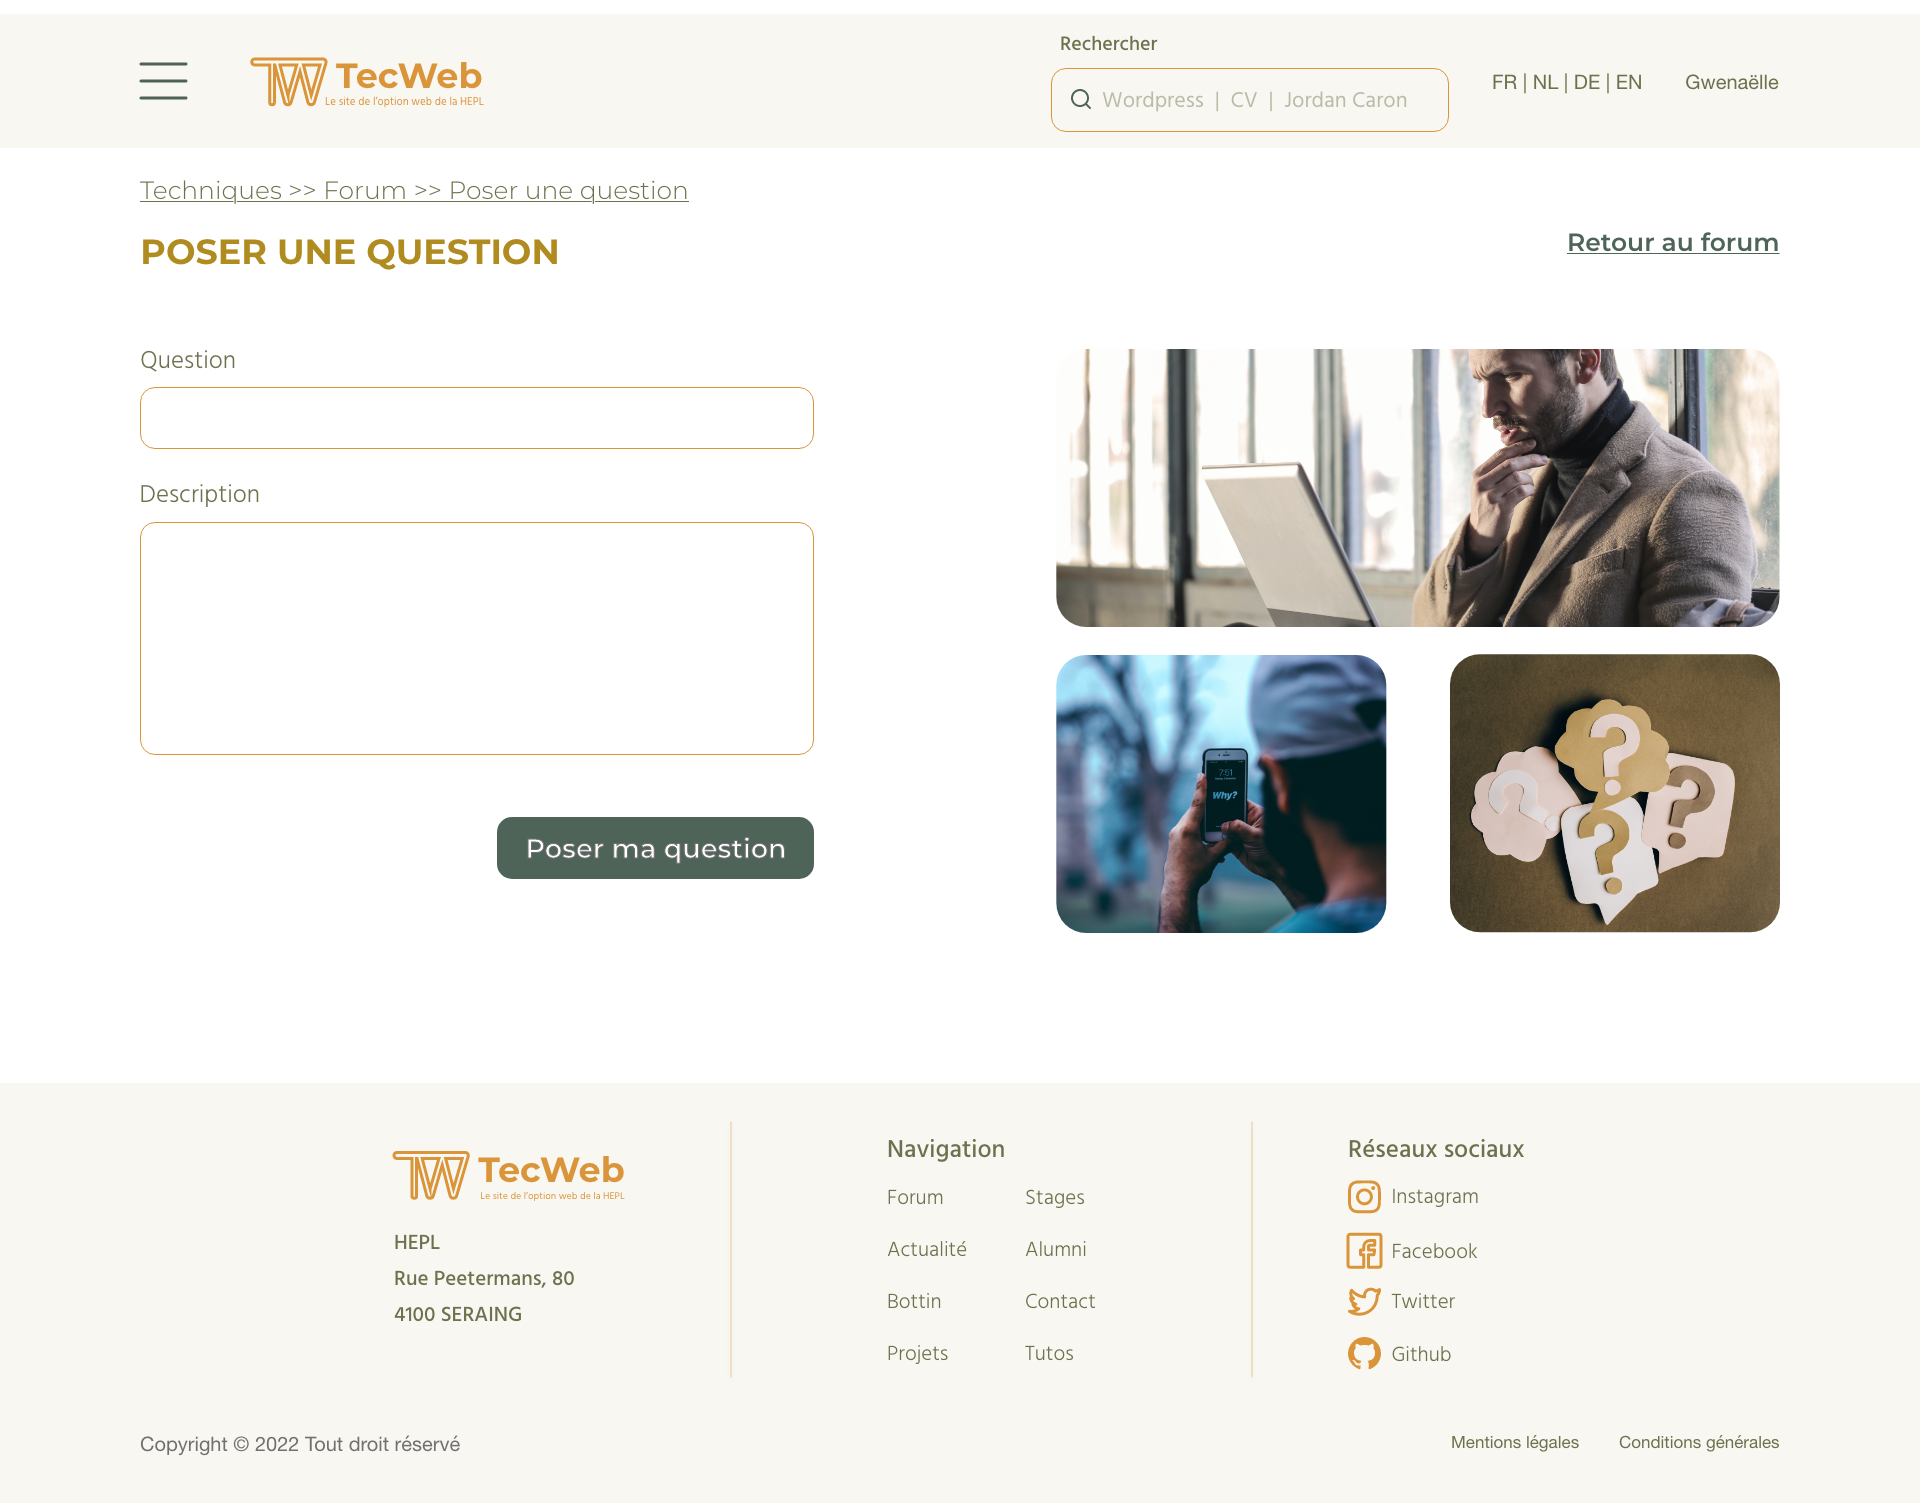 Rechercher
TecWeb
Le site de l'option web de la HEPL
Wordpress | CV | Jordan Caron
FR | NL | DE | EN
Gwenaëlle
Techniques >> Forum >> Poser une question
POSER UNE QUESTION
Retour au forum
Question
Description
Poser ma question
7:51
Why?
?
?
?
?
TecWeb
Le site de l'option web de la HEPL
HEPL
Rue Peetermans, 80
4100 SERAING
Navigation
Forum
Stages
Actualité
Alumni
Bottin
Contact
Projets
Tutos
Réseaux sociaux
Instagram
Facebook
Twitter
Github
Copyright © 2022 Tout droit réservé
Mentions légales
Conditions générales